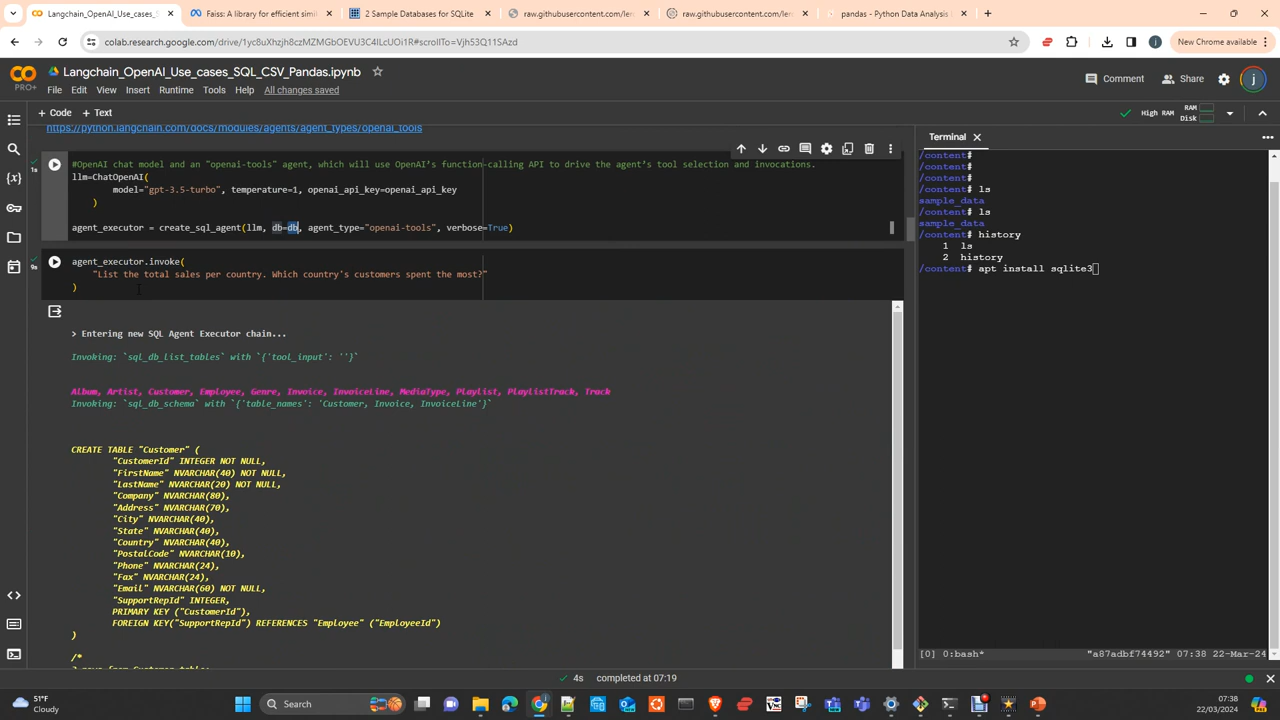 Langchain_OpenAI_Use_cases_
Faiss: A library for efficient simil
2 Sample Databases for SQLite
raw.githubusercontent.com/ler
raw.githubusercontent.com/lers
pandas - Python Data Analysis L
colab.research.google.com/drive/1yc8uXhzjh8czMZMGbOEVU3C4lLcUOi1R#scrollTo=Vjh53Q11SAzd
New Chrome available
PRO+
Langchain_OpenAI_Use_cases_SQL_CSV_Pandas.ipynb
File Edit View Insert Runtime Tools Help All changes saved
Comment
Share
j
+ Code + Text
High RAM
RAM
Disk
https://python.langchain.com/docs/modules/agents/agent_types/openai_tools
1s
#OpenAI chat model and an "openai-tools" agent, which will use OpenAI’s function-calling API to drive the agent’s tool selection and invocations.
llm=ChatOpenAI(
model="gpt-3.5-turbo", temperature=1, openai_api_key=openai_api_key
)
agent_executor = create_sql_agent(llm, db=db, agent_type="openai-tools", verbose=True)
9s
agent_executor.invoke(
"List the total sales per country. Which country's customers spent the most?"
)
> Entering new SQL Agent Executor chain...
Invoking: `sql_db_list_tables` with `{'tool_input': ''}`
Album, Artist, Customer, Employee, Genre, Invoice, InvoiceLine, MediaType, Playlist, PlaylistTrack, Track
Invoking: `sql_db_schema` with `{'table_names': 'Customer, Invoice, InvoiceLine'}`
CREATE TABLE "Customer" (
"CustomerId" INTEGER NOT NULL,
"FirstName" NVARCHAR(40) NOT NULL,
"LastName" NVARCHAR(20) NOT NULL,
"Company" NVARCHAR(80),
"Address" NVARCHAR(70),
"City" NVARCHAR(40),
"State" NVARCHAR(40),
"Country" NVARCHAR(40),
"PostalCode" NVARCHAR(10),
"Phone" NVARCHAR(24),
"Fax" NVARCHAR(24),
"Email" NVARCHAR(60) NOT NULL,
"SupportRepId" INTEGER,
PRIMARY KEY ("CustomerId"),
FOREIGN KEY("SupportRepId") REFERENCES "Employee" ("EmployeeId")
)
/*
Terminal
/content#
/content#
/content#
/content# ls
sample_data
/content# ls
sample_data
/content# history
1 ls
2 history
/content# apt install sqlite3
[0] 0:bash* "a87adbf74492" 07:38 22-Mar-24
4s completed at 07:19
51°F
Cloudy
Search
07:38
22/03/2024